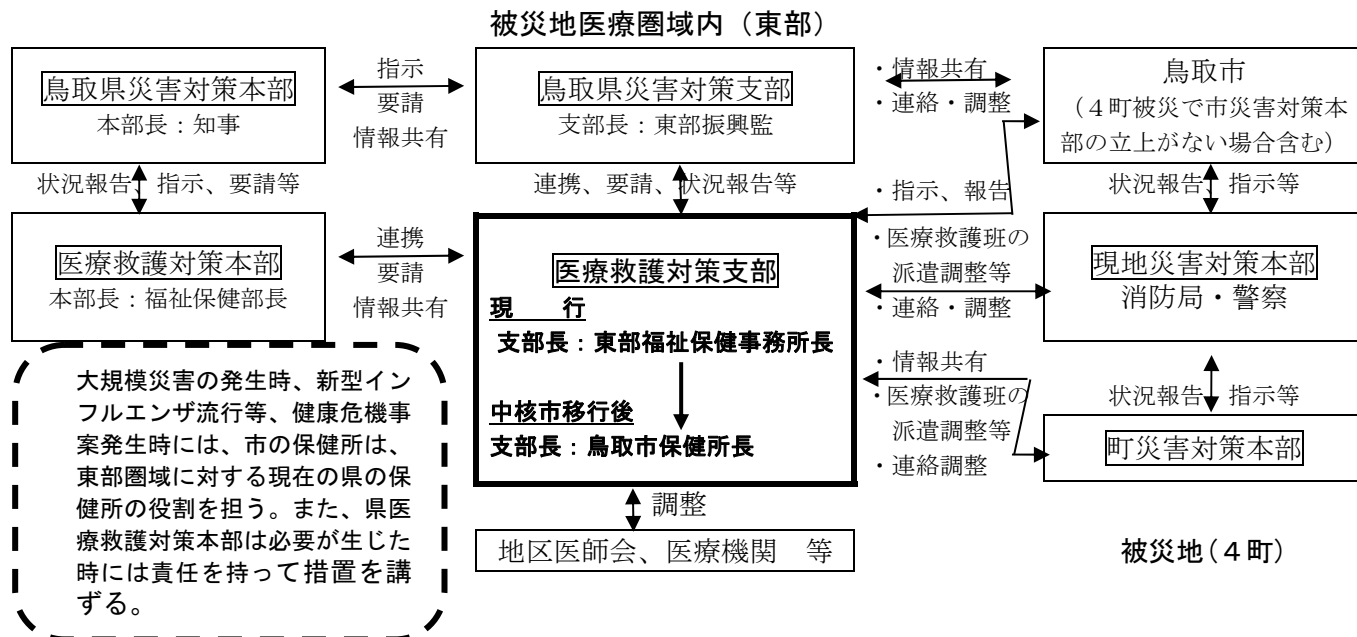 被災地医療圏域内（東部）
鳥取県災害対策本部
本部長：知事
指示
要請
情報共有
鳥取県災害対策支部
支部長：東部振興監
・情報共有
・連絡・調整
鳥取市
（４町被災で市災害対策本
部の立上がない場合含む）
状況報告、指示、要請等
連携、要請、状況報告等
・指示、報告
状況報告、指示等
医療救護対策本部
本部長：福祉保健部長
連携
要請
情報共有
医療救護対策支部
現　行
支部長：東部福祉保健事務所長
中核市移行後
支部長：鳥取市保健所長
・医療救護班の
派遣調整等
・連絡・調整
現地災害対策本部
消防局・警察
・情報共有
・医療救護班の
派遣調整等
・連絡調整
状況報告、指示等
町災害対策本部
大規模災害の発生時、新型イン
フルエンザ流行等、健康危機事
案発生時には、市の保健所は、
東部圏域に対する現在の県の保
健所の役割を担う。また、県医
療救護対策本部は必要が生じた
時には責任を持って措置を講
ずる。
調整
地区医師会、医療機関　等
被災地（４町）